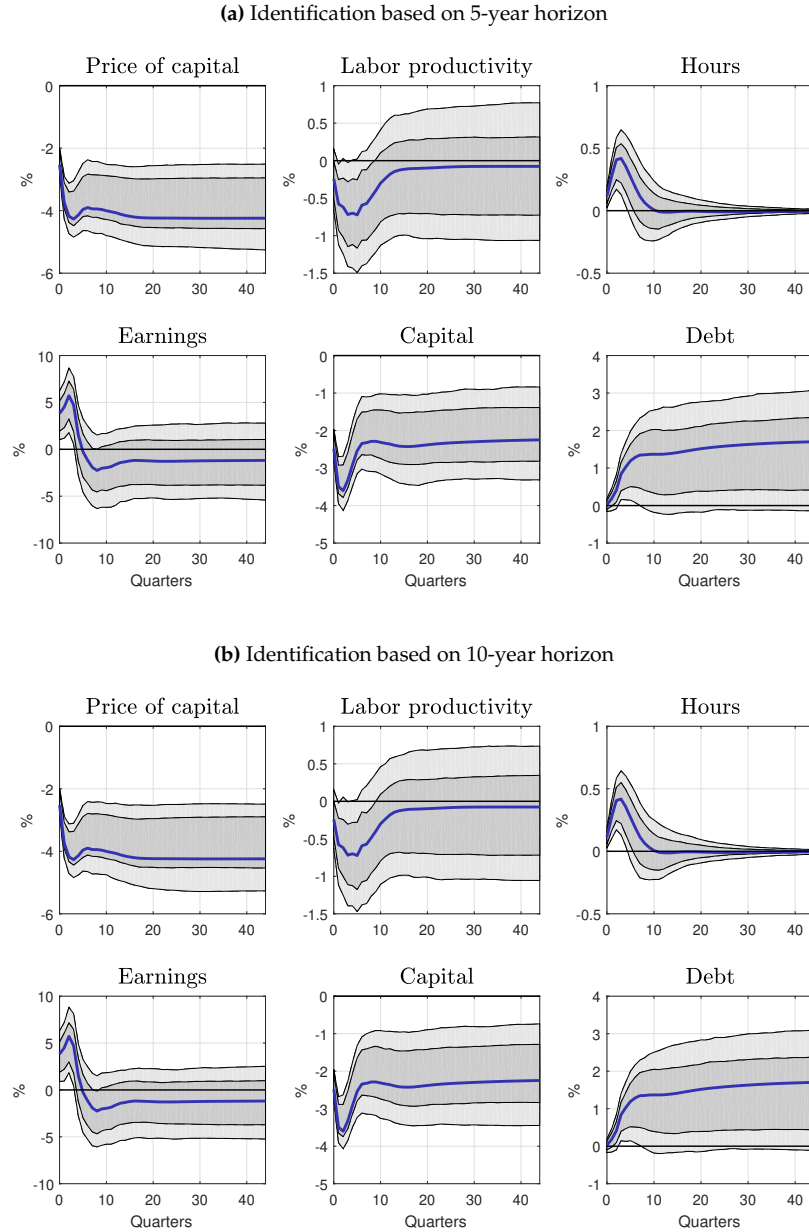 (a) Identification based on 5-year horizon
Price of capital
Labor productivity
Hours
0
-2
-4
-6
%
0 10 20 30 40
1
0.5
0
-0.5
-1
-1.5
%
0 10 20 30 40
1
0.5
0
-0.5
%
0 10 20 30 40
Earnings
Capital
Debt
10
5
0
-5
-10
%
0 10 20 30 40
Quarters
0
-1
-2
-3
-4
-5
%
0 10 20 30 40
Quarters
4
3
2
1
0
-1
%
0 10 20 30 40
Quarters
(b) Identification based on 10-year horizon
Price of capital
Labor productivity
Hours
0
-2
-4
-6
%
0 10 20 30 40
1
0.5
0
-0.5
-1
-1.5
%
0 10 20 30 40
1
0.5
0
-0.5
%
0 10 20 30 40
Earnings
Capital
Debt
10
5
0
-5
-10
%
0 10 20 30 40
Quarters
0
-1
-2
-3
-4
-5
%
0 10 20 30 40
Quarters
4
3
2
1
0
-1
%
0 10 20 30 40
Quarters